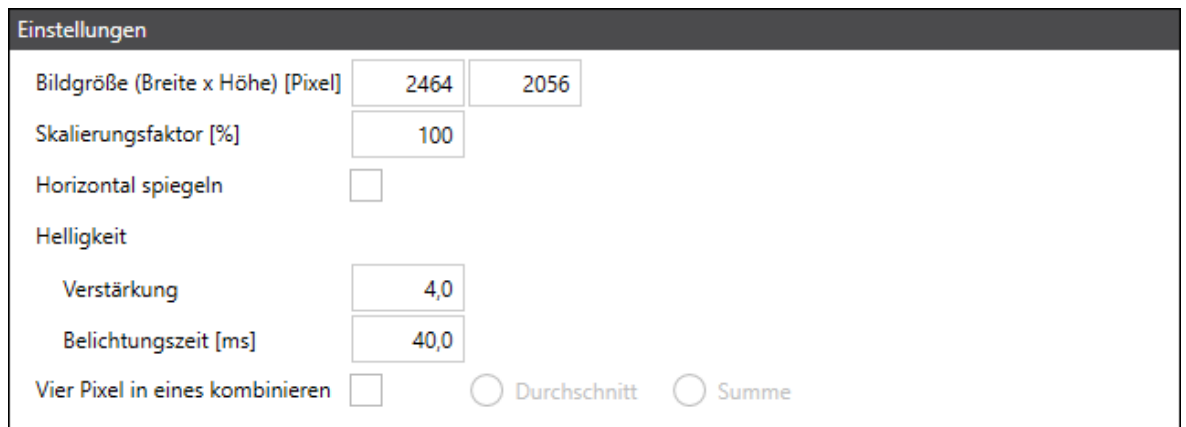 Einstellungen
Bildgröße (Breite x Höhe) [Pixel] 2464 2056
Skalierungsfaktor [%] 100
Horizontal spiegeln
Helligkeit
Verstärkung 4,0
Belichtungszeit [ms] 40,0
Vier Pixel in eines kombinieren Durchschnitt Summe